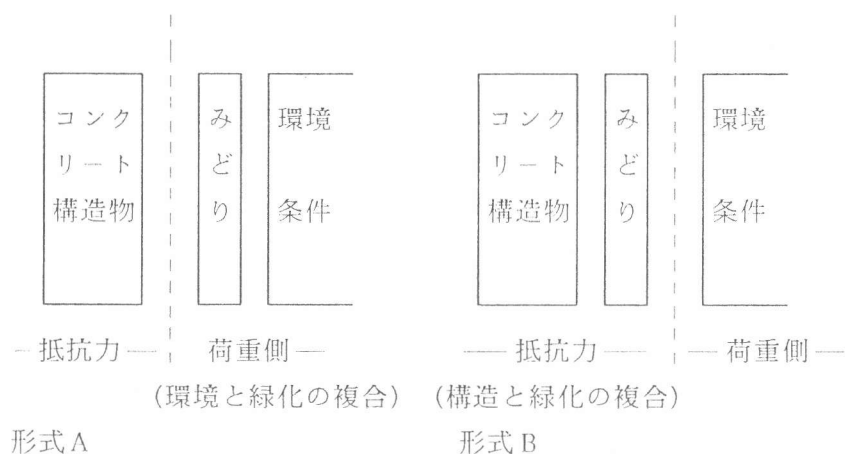 コンク
リート
構造物
みどり
環境
条件
コンク
リート
構造物
みどり
環境
条件
抵抗力
荷重側
抵抗力
荷重側
(環境と緑化の複合)
(構造と緑化の複合)
形式A
形式B